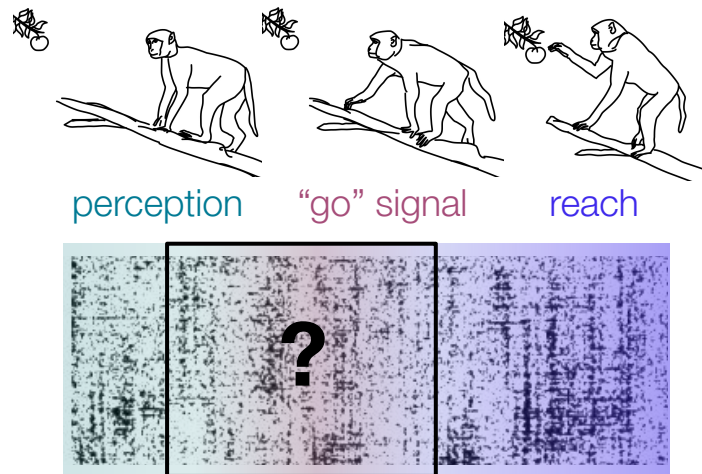 perception “go” signal reach
?